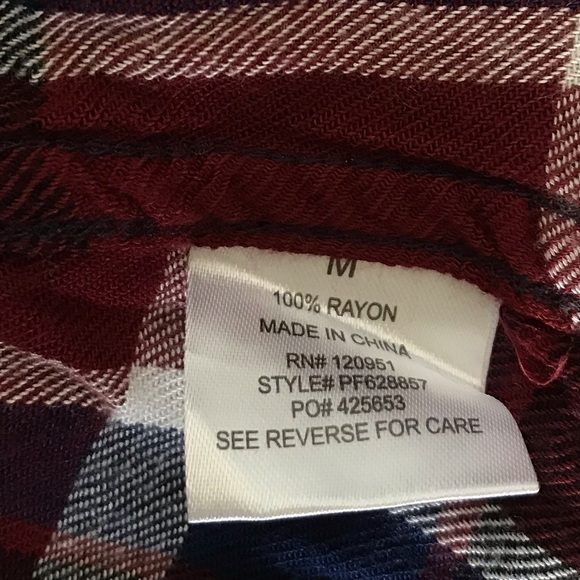 M
100% RAYON
MADE IN CHINA
RN# 120951
STYLE# PF628857
PO# 425653
SEE REVERSE FOR CARE